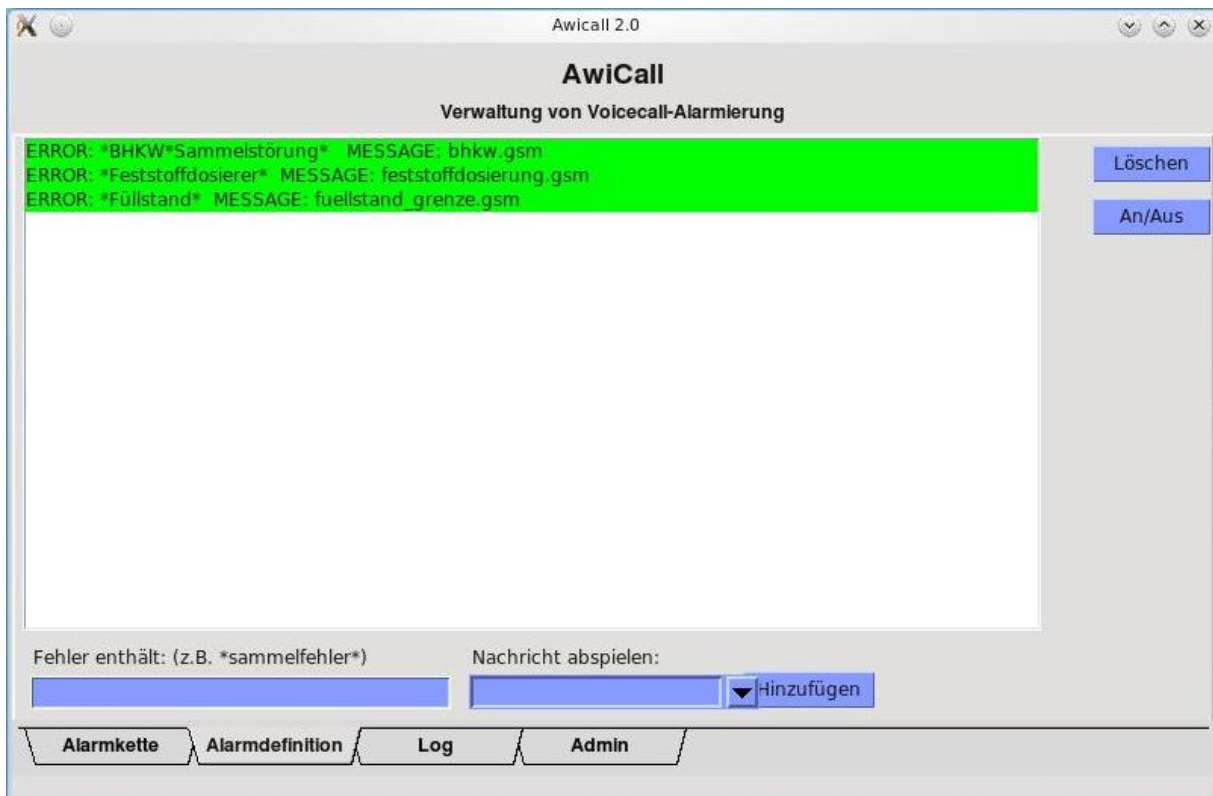 Awicall 2.0
AwiCall
Verwaltung von Voicecall-Alarmierung
ERROR: *BHKW*Sammelstörung* MESSAGE: bhkw.gsm
ERROR: *Feststoffdosierer* MESSAGE: feststoffdosierung.gsm
ERROR: *Füllstand* MESSAGE: fuellstand_grenze.gsm
Löschen
An/Aus
Fehler enthält: (z.B. *sammelfehler*) Nachricht abspielen:
Hinzufügen
Alarmkette Alarmdefinition Log Admin